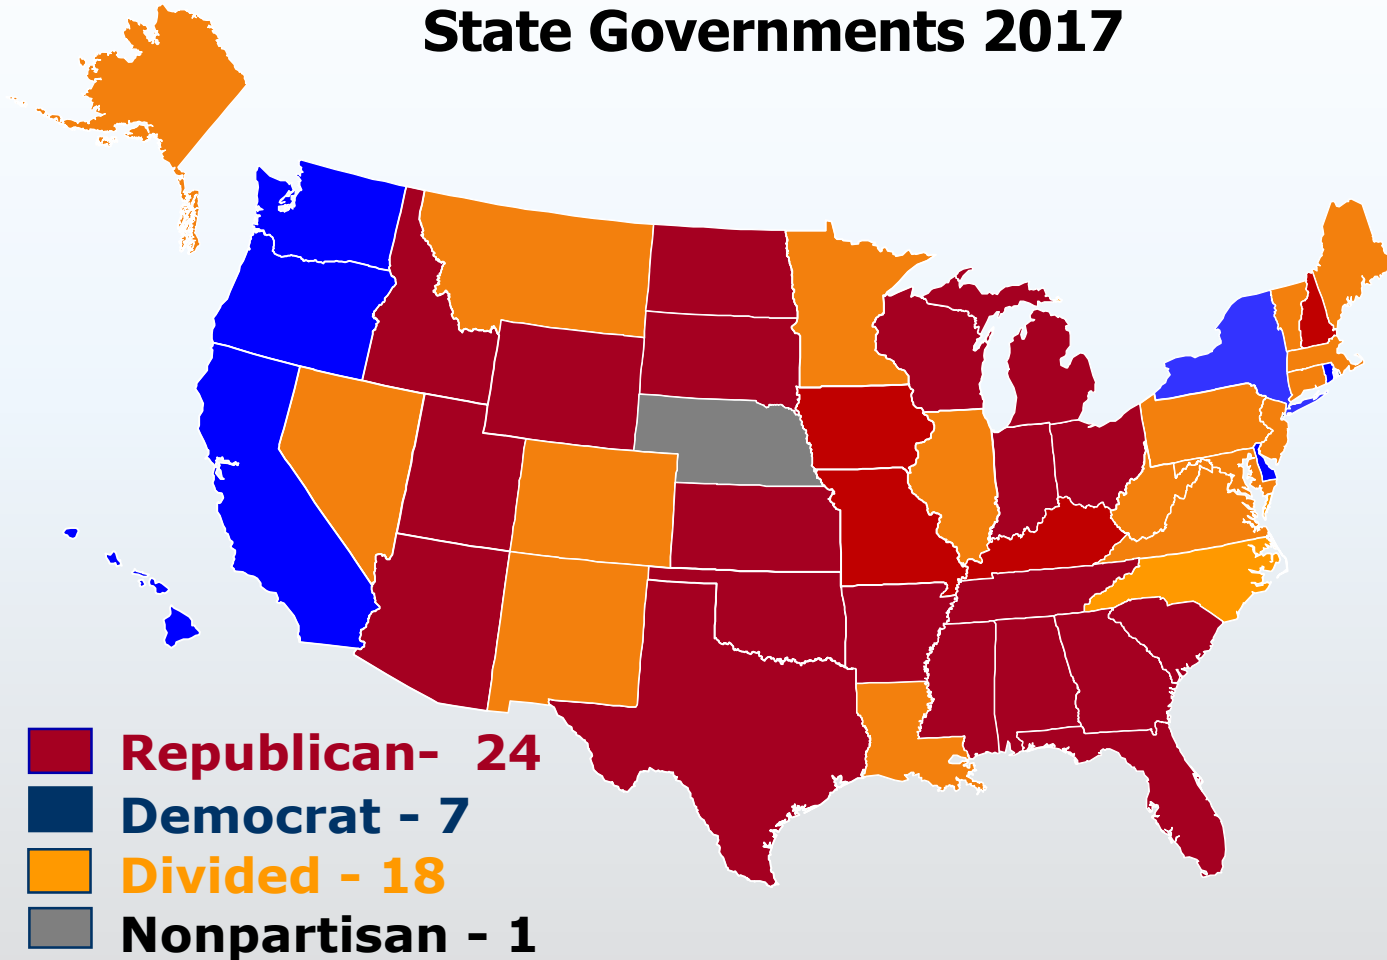 State Governments 2017
Republican-  24
Democrat - 7
Divided - 18
Nonpartisan - 1